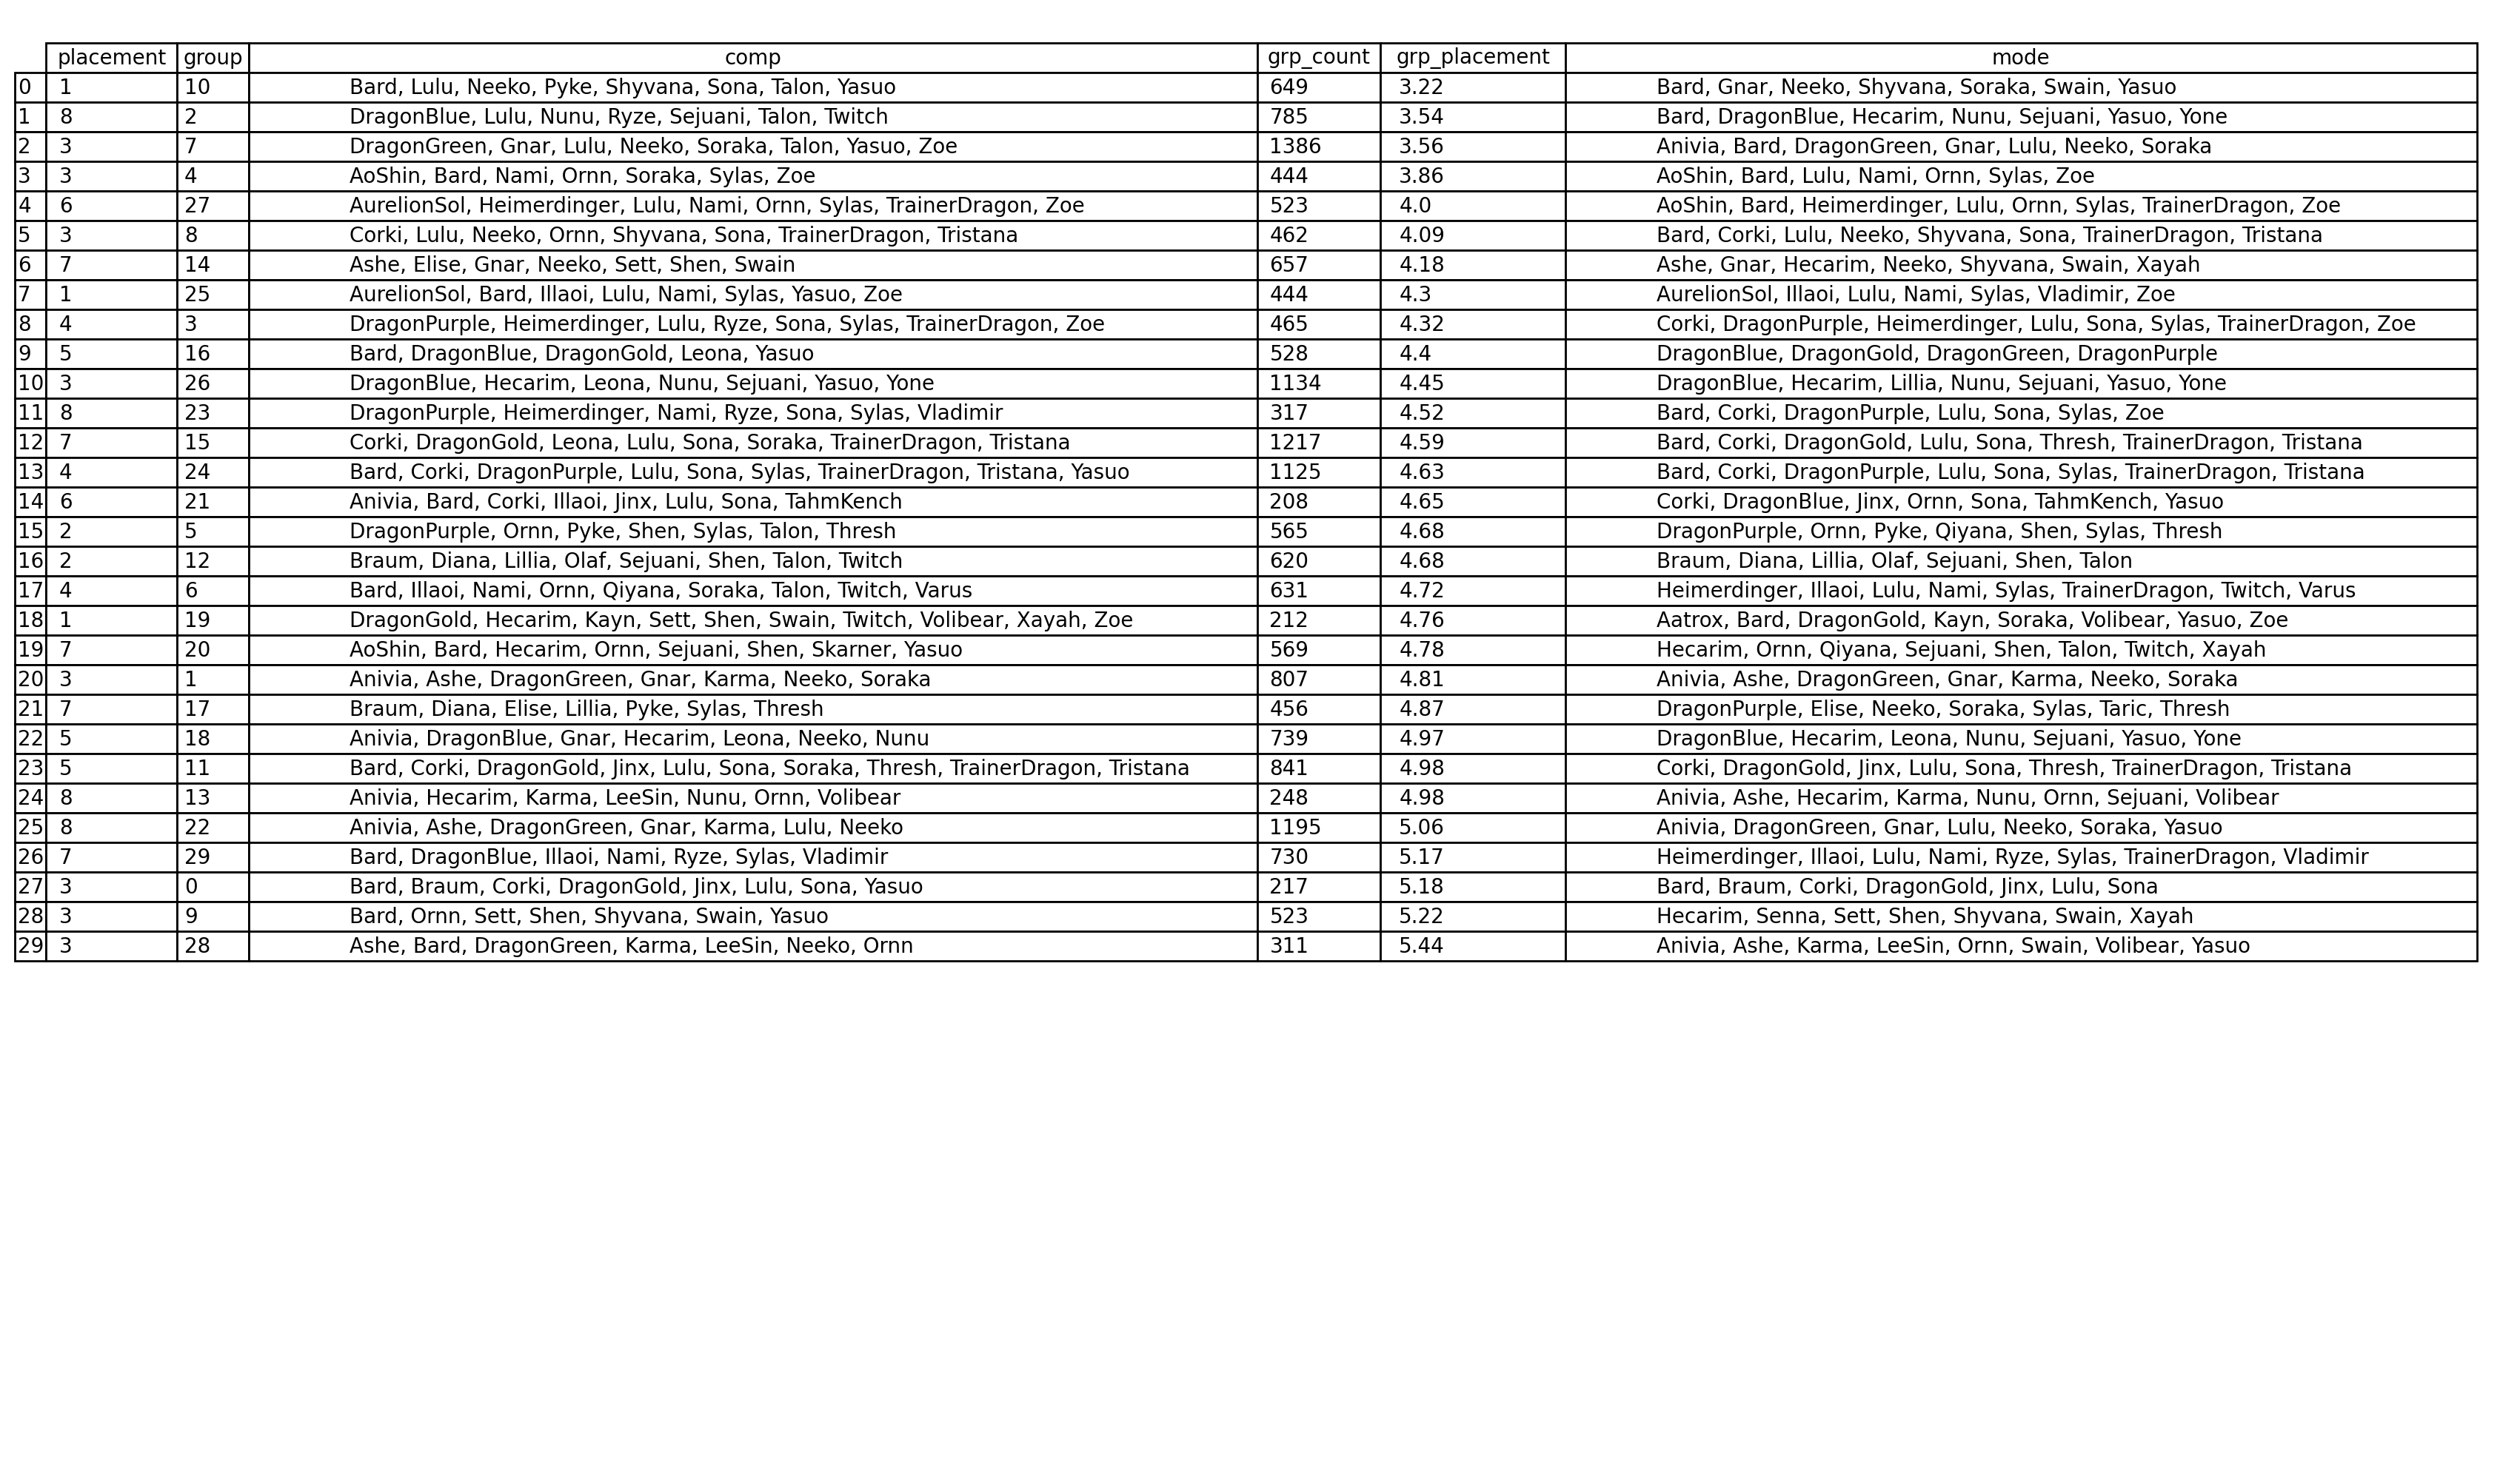 placement group comp grp_count grp_placement mode
0 1 10 Bard, Lulu, Neeko, Pyke, Shyvana, Sona, Talon, Yasuo 649 3.22 Bard, Gnar, Neeko, Shyvana, Soraka, Swain, Yasuo
1 8 2 DragonBlue, Lulu, Nunu, Ryze, Sejuani, Talon, Twitch 785 3.54 Bard, DragonBlue, Hecarim, Nunu, Sejuani, Yasuo, Yone
2 3 7 DragonGreen, Gnar, Lulu, Neeko, Soraka, Talon, Yasuo, Zoe 1386 3.56 Anivia, Bard, DragonGreen, Gnar, Lulu, Neeko, Soraka
3 3 4 AoShin, Bard, Nami, Ornn, Soraka, Sylas, Zoe 444 3.86 AoShin, Bard, Lulu, Nami, Ornn, Sylas, Zoe
4 6 27 AurelionSol, Heimerdinger, Lulu, Nami, Ornn, Sylas, TrainerDragon, Zoe 523 4.0 AoShin, Bard, Heimerdinger, Lulu, Ornn, Sylas, TrainerDragon, Zoe
5 3 8 Corki, Lulu, Neeko, Ornn, Shyvana, Sona, TrainerDragon, Tristana 462 4.09 Bard, Corki, Lulu, Neeko, Shyvana, Sona, TrainerDragon, Tristana
6 7 14 Ashe, Elise, Gnar, Neeko, Sett, Shen, Swain 657 4.18 Ashe, Gnar, Hecarim, Neeko, Shyvana, Swain, Xayah
7 1 25 AurelionSol, Bard, Illaoi, Lulu, Nami, Sylas, Yasuo, Zoe 444 4.3 AurelionSol, Illaoi, Lulu, Nami, Sylas, Vladimir, Zoe
8 4 3 DragonPurple, Heimerdinger, Lulu, Ryze, Sona, Sylas, TrainerDragon, Zoe 465 4.32 Corki, DragonPurple, Heimerdinger, Lulu, Sona, Sylas, TrainerDragon, Zoe
9 5 16 Bard, DragonBlue, DragonGold, Leona, Yasuo 528 4.4 DragonBlue, DragonGold, DragonGreen, DragonPurple
10 3 26 DragonBlue, Hecarim, Leona, Nunu, Sejuani, Yasuo, Yone 1134 4.45 DragonBlue, Hecarim, Lillia, Nunu, Sejuani, Yasuo, Yone
11 8 23 DragonPurple, Heimerdinger, Nami, Ryze, Sona, Sylas, Vladimir 317 4.52 Bard, Corki, DragonPurple, Lulu, Sona, Sylas, Zoe
12 7 15 Corki, DragonGold, Leona, Lulu, Sona, Soraka, TrainerDragon, Tristana 1217 4.59 Bard, Corki, DragonGold, Lulu, Sona, Thresh, TrainerDragon, Tristana
13 4 24 Bard, Corki, DragonPurple, Lulu, Sona, Sylas, TrainerDragon, Tristana, Yasuo 1125 4.63 Bard, Corki, DragonPurple, Lulu, Sona, Sylas, TrainerDragon, Tristana
14 6 21 Anivia, Bard, Corki, Illaoi, Jinx, Lulu, Sona, TahmKench 208 4.65 Corki, DragonBlue, Jinx, Ornn, Sona, TahmKench, Yasuo
15 2 5 DragonPurple, Ornn, Pyke, Shen, Sylas, Talon, Thresh 565 4.68 DragonPurple, Ornn, Pyke, Qiyana, Shen, Sylas, Thresh
16 2 12 Braum, Diana, Lillia, Olaf, Sejuani, Shen, Talon, Twitch 620 4.68 Braum, Diana, Lillia, Olaf, Sejuani, Shen, Talon
17 4 6 Bard, Illaoi, Nami, Ornn, Qiyana, Soraka, Talon, Twitch, Varus 631 4.72 Heimerdinger, Illaoi, Lulu, Nami, Sylas, TrainerDragon, Twitch, Varus
18 1 19 DragonGold, Hecarim, Kayn, Sett, Shen, Swain, Twitch, Volibear, Xayah, Zoe 212 4.76 Aatrox, Bard, DragonGold, Kayn, Soraka, Volibear, Yasuo, Zoe
19 7 20 AoShin, Bard, Hecarim, Ornn, Sejuani, Shen, Skarner, Yasuo 569 4.78 Hecarim, Ornn, Qiyana, Sejuani, Shen, Talon, Twitch, Xayah
20 3 1 Anivia, Ashe, DragonGreen, Gnar, Karma, Neeko, Soraka 807 4.81 Anivia, Ashe, DragonGreen, Gnar, Karma, Neeko, Soraka
21 7 17 Braum, Diana, Elise, Lillia, Pyke, Sylas, Thresh 456 4.87 DragonPurple, Elise, Neeko, Soraka, Sylas, Taric, Thresh
22 5 18 Anivia, DragonBlue, Gnar, Hecarim, Leona, Neeko, Nunu 739 4.97 DragonBlue, Hecarim, Leona, Nunu, Sejuani, Yasuo, Yone
23 5 11 Bard, Corki, DragonGold, Jinx, Lulu, Sona, Soraka, Thresh, TrainerDragon, Tristana 841 4.98 Corki, DragonGold, Jinx, Lulu, Sona, Thresh, TrainerDragon, Tristana
24 8 13 Anivia, Hecarim, Karma, LeeSin, Nunu, Ornn, Volibear 248 4.98 Anivia, Ashe, Hecarim, Karma, Nunu, Ornn, Sejuani, Volibear
25 8 22 Anivia, Ashe, DragonGreen, Gnar, Karma, Lulu, Neeko 1195 5.06 Anivia, DragonGreen, Gnar, Lulu, Neeko, Soraka, Yasuo
26 7 29 Bard, DragonBlue, Illaoi, Nami, Ryze, Sylas, Vladimir 730 5.17 Heimerdinger, Illaoi, Lulu, Nami, Ryze, Sylas, TrainerDragon, Vladimir
27 3 0 Bard, Braum, Corki, DragonGold, Jinx, Lulu, Sona, Yasuo 217 5.18 Bard, Braum, Corki, DragonGold, Jinx, Lulu, Sona
28 3 9 Bard, Ornn, Sett, Shen, Shyvana, Swain, Yasuo 523 5.22 Hecarim, Senna, Sett, Shen, Shyvana, Swain, Xayah
29 3 28 Ashe, Bard, DragonGreen, Karma, LeeSin, Neeko, Ornn 311 5.44 Anivia, Ashe, Karma, LeeSin, Ornn, Swain, Volibear, Yasuo